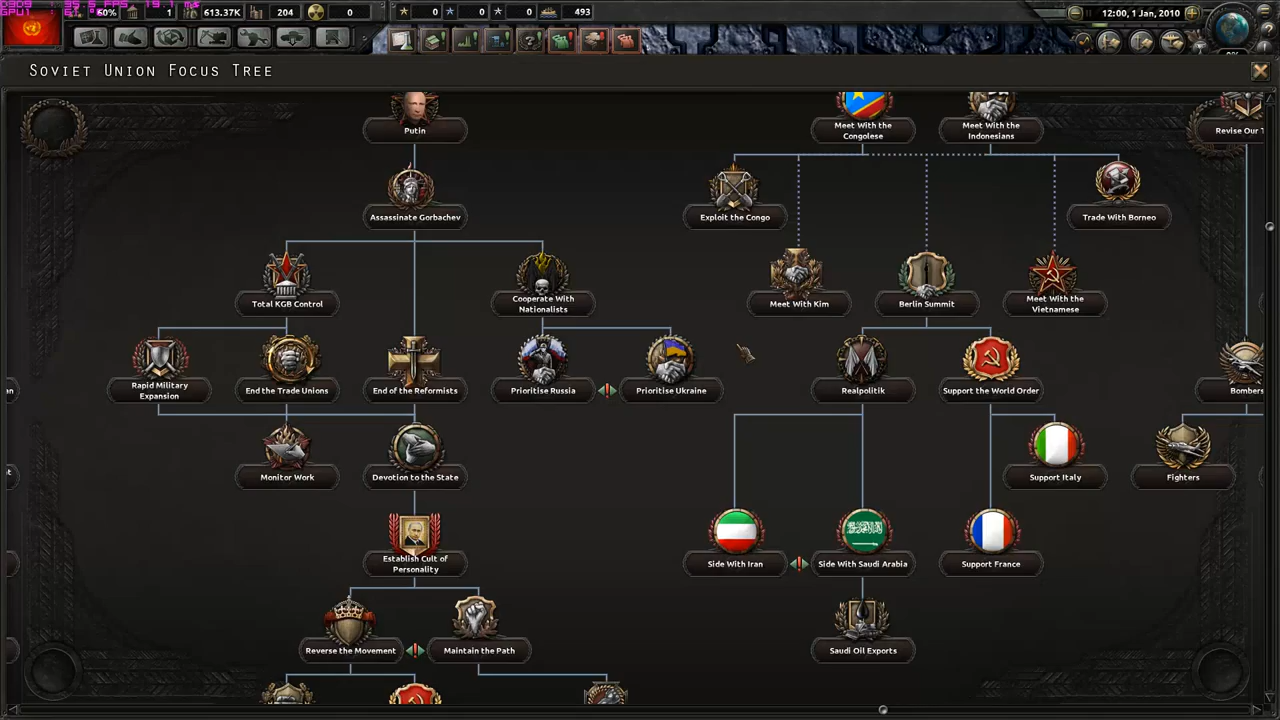 60%
1
613.37K
204
0
0
0
0
493
12:00, 1 Jan, 2010
Soviet Union Focus Tree
Putin
Meet With the
Congolese
Meet With the
Indonesians
Assassinate Gorbachev
Exploit the Congo
Trade With Borneo
Total KGB Control
Cooperate With
Nationalists
Meet With Kim
Berlin Summit
Meet With the
Vietnamese
Rapid Military
Expansion
End the Trade Unions
End of the Reformists
Prioritise Russia
Prioritise Ukraine
Realpolitik
Support the World Order
Bombers
Monitor Work
Devotion to the State
Support Italy
Fighters
Establish Cult of
Personality
Side With Iran
Side With Saudi Arabia
Support France
Reverse the Movement
Maintain the Path
Saudi Oil Exports